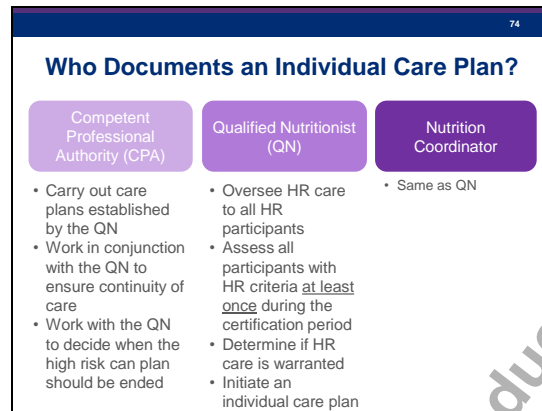 74
Who Documents an Individual Care Plan?
Competent
Professional
Authority (CPA)
• Carry out care
plans established
by the QN
• Work in conjunction
with the QN to
ensure continuity of
care
• Work with the QN
to decide when the
high risk can plan
should be ended
Qualified Nutritionist
(QN)
• Oversee HR care
to all HR
participants
• Assess all
participants with
HR criteria at least
once during the
certification period
• Determine if HR
care is warranted
• Initiate an
individual care plan
Nutrition
Coordinator
• Same as QN